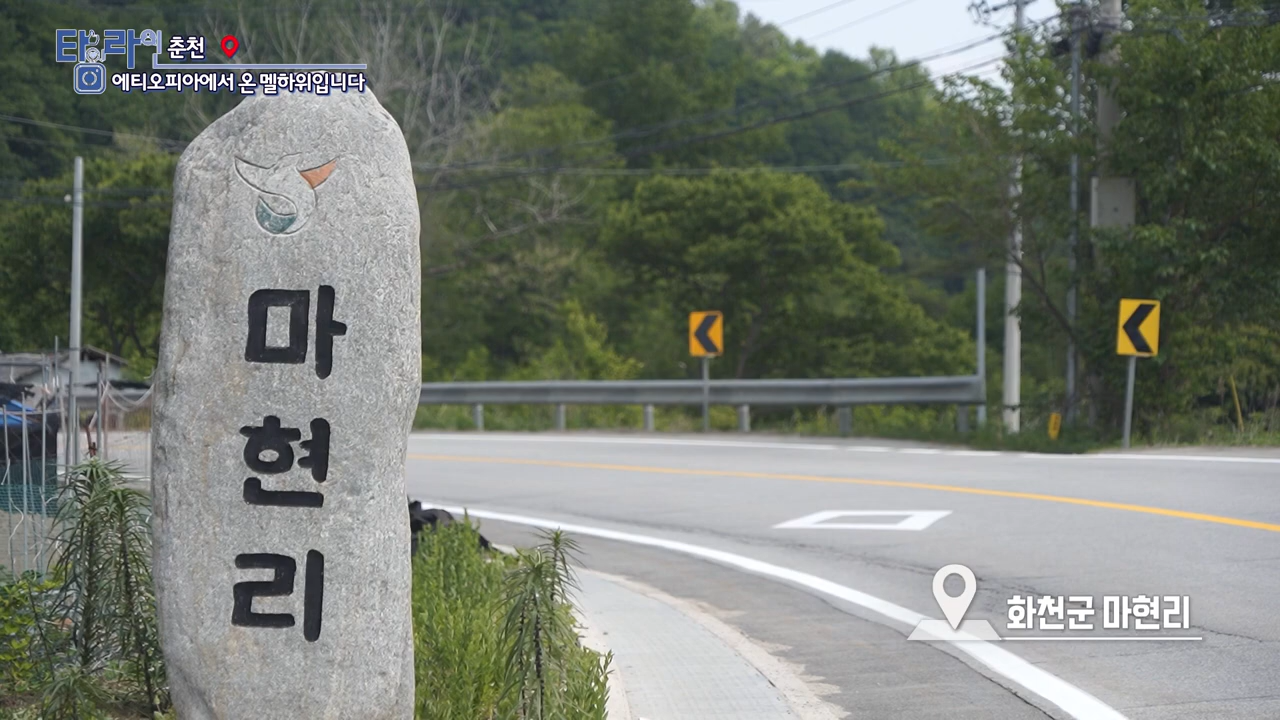 타라이 춘천
에티오피아에서 온 멜하위입니다
마현리
화천군 마현리